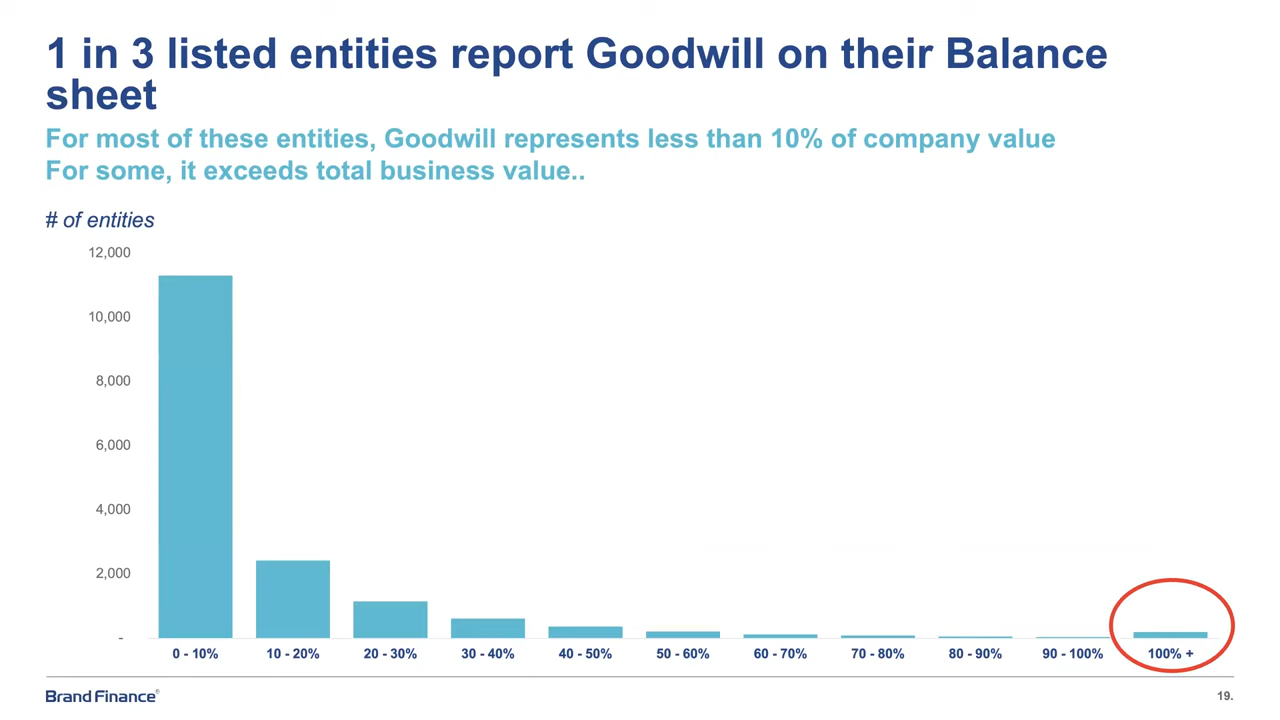 1 in 3 listed entities report Goodwill on their Balance
sheet
For most of these entities, Goodwill represents less than 10% of company value
For some, it exceeds total business value..
# of entities
12,000
10,000
8,000
6,000
4,000
2,000
-
0 - 10%
10 - 20%
20 - 30%
30 - 40%
40 - 50%
50 - 60%
60 - 70%
70 - 80%
80 - 90%
90 - 100%
100% +
Brand Finance®
19.